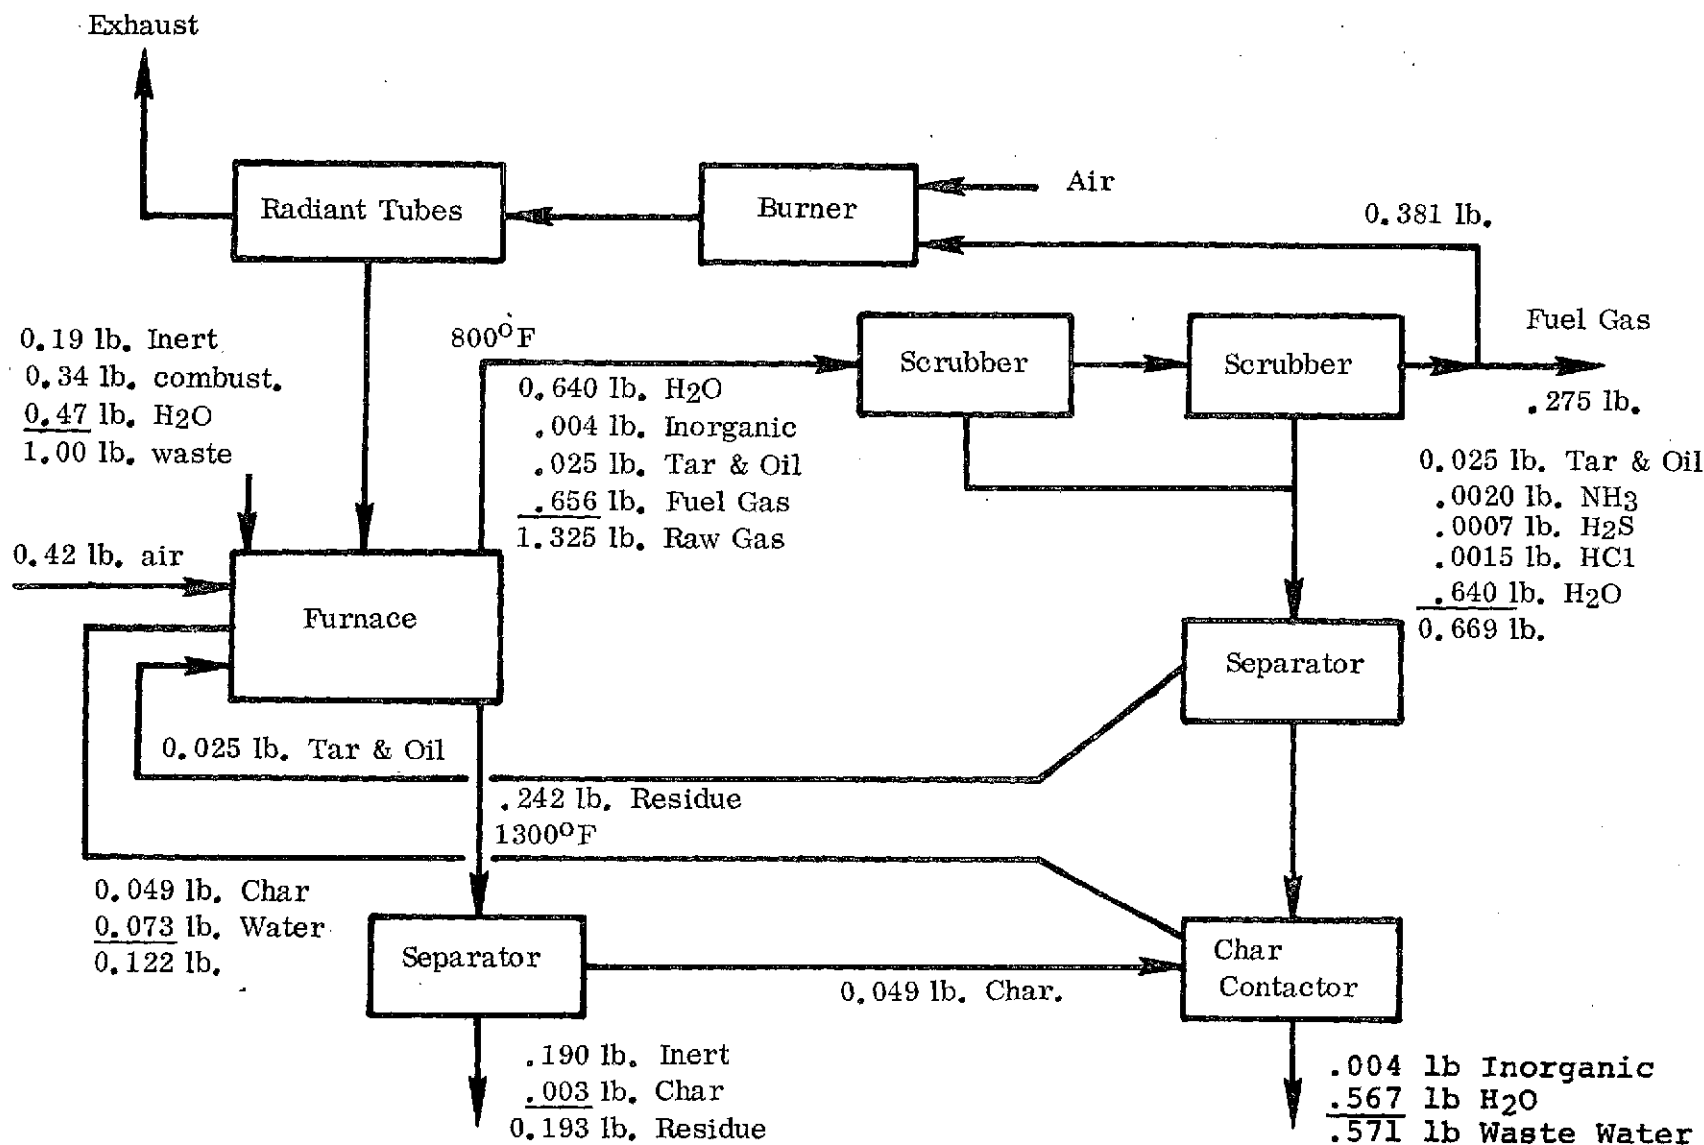 Exhaust
Radiant Tubes
Burner
Air
0.381 lb.
0.19 lb. Inert
0.34 lb. combust.
0.47 lb. H₂O
1.00 lb. waste
800°F
0.640 lb. H₂O
.004 lb. Inorganic
.025 lb. Tar & Oil
.656 lb. Fuel Gas
1.325 lb. Raw Gas
Scrubber
Scrubber
Fuel Gas
.275 lb.
0.025 lb. Tar & Oil
.0020 lb. NH₃
.0007 lb. H₂S
.0015 lb. HCl
.640 lb. H₂O
0.669 lb.
0.42 lb. air
Furnace
Separator
0.025 lb. Tar & Oil
.242 lb. Residue
1300°F
0.049 lb. Char
0.073 lb. Water
0.122 lb.
Separator
0.049 lb. Char.
Char
Contactor
.190 lb. Inert
.003 lb. Char
0.193 lb. Residue
.004 lb Inorganic
.567 lb H₂O
.571 lb Waste Water